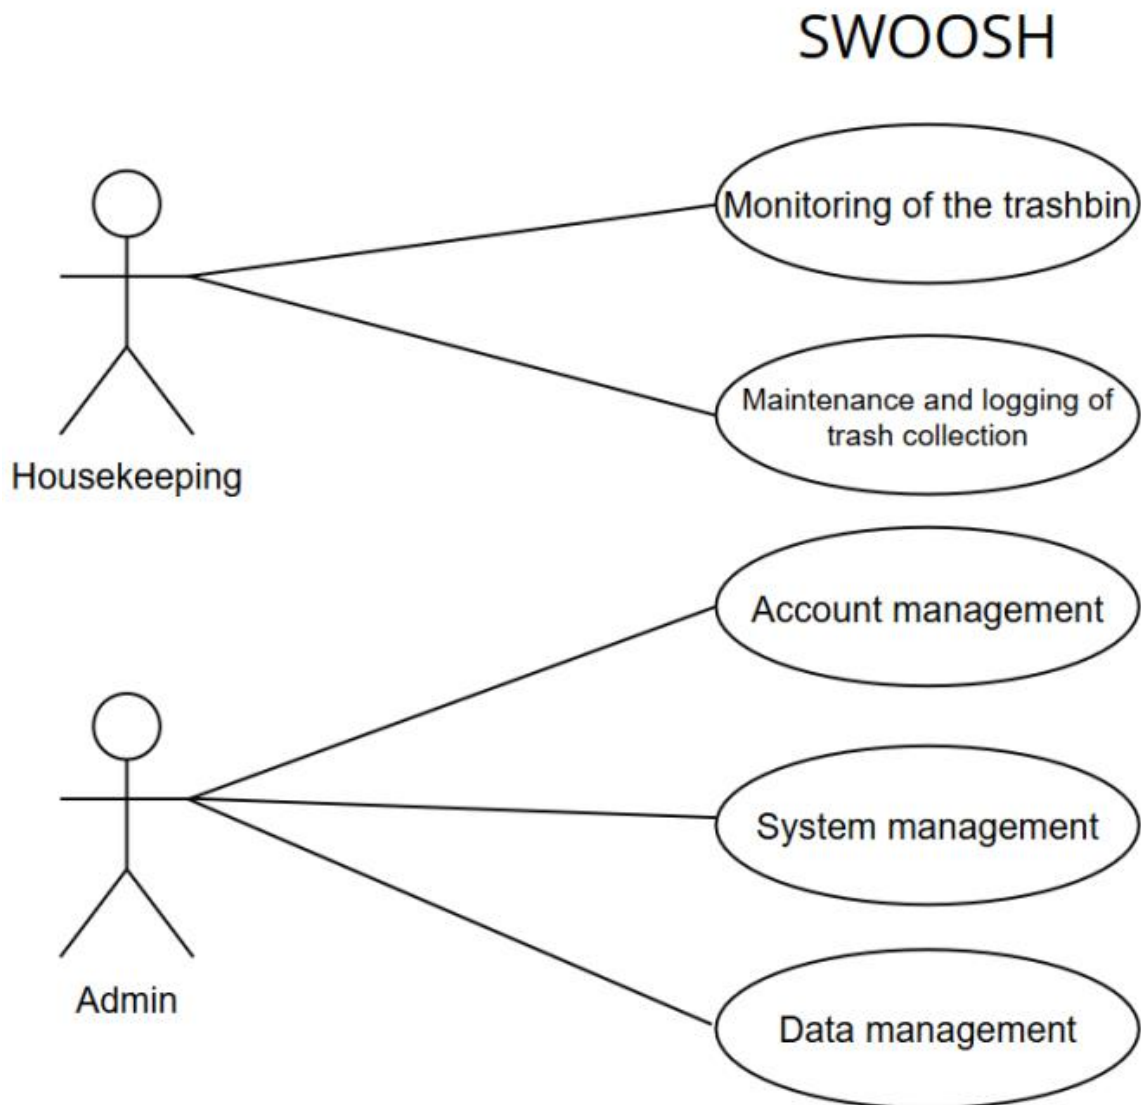 SWOOSH
Monitoring of the trashbin
Maintenance and logging of
trash collection
Housekeeping
Account management
System management
Admin
Data management